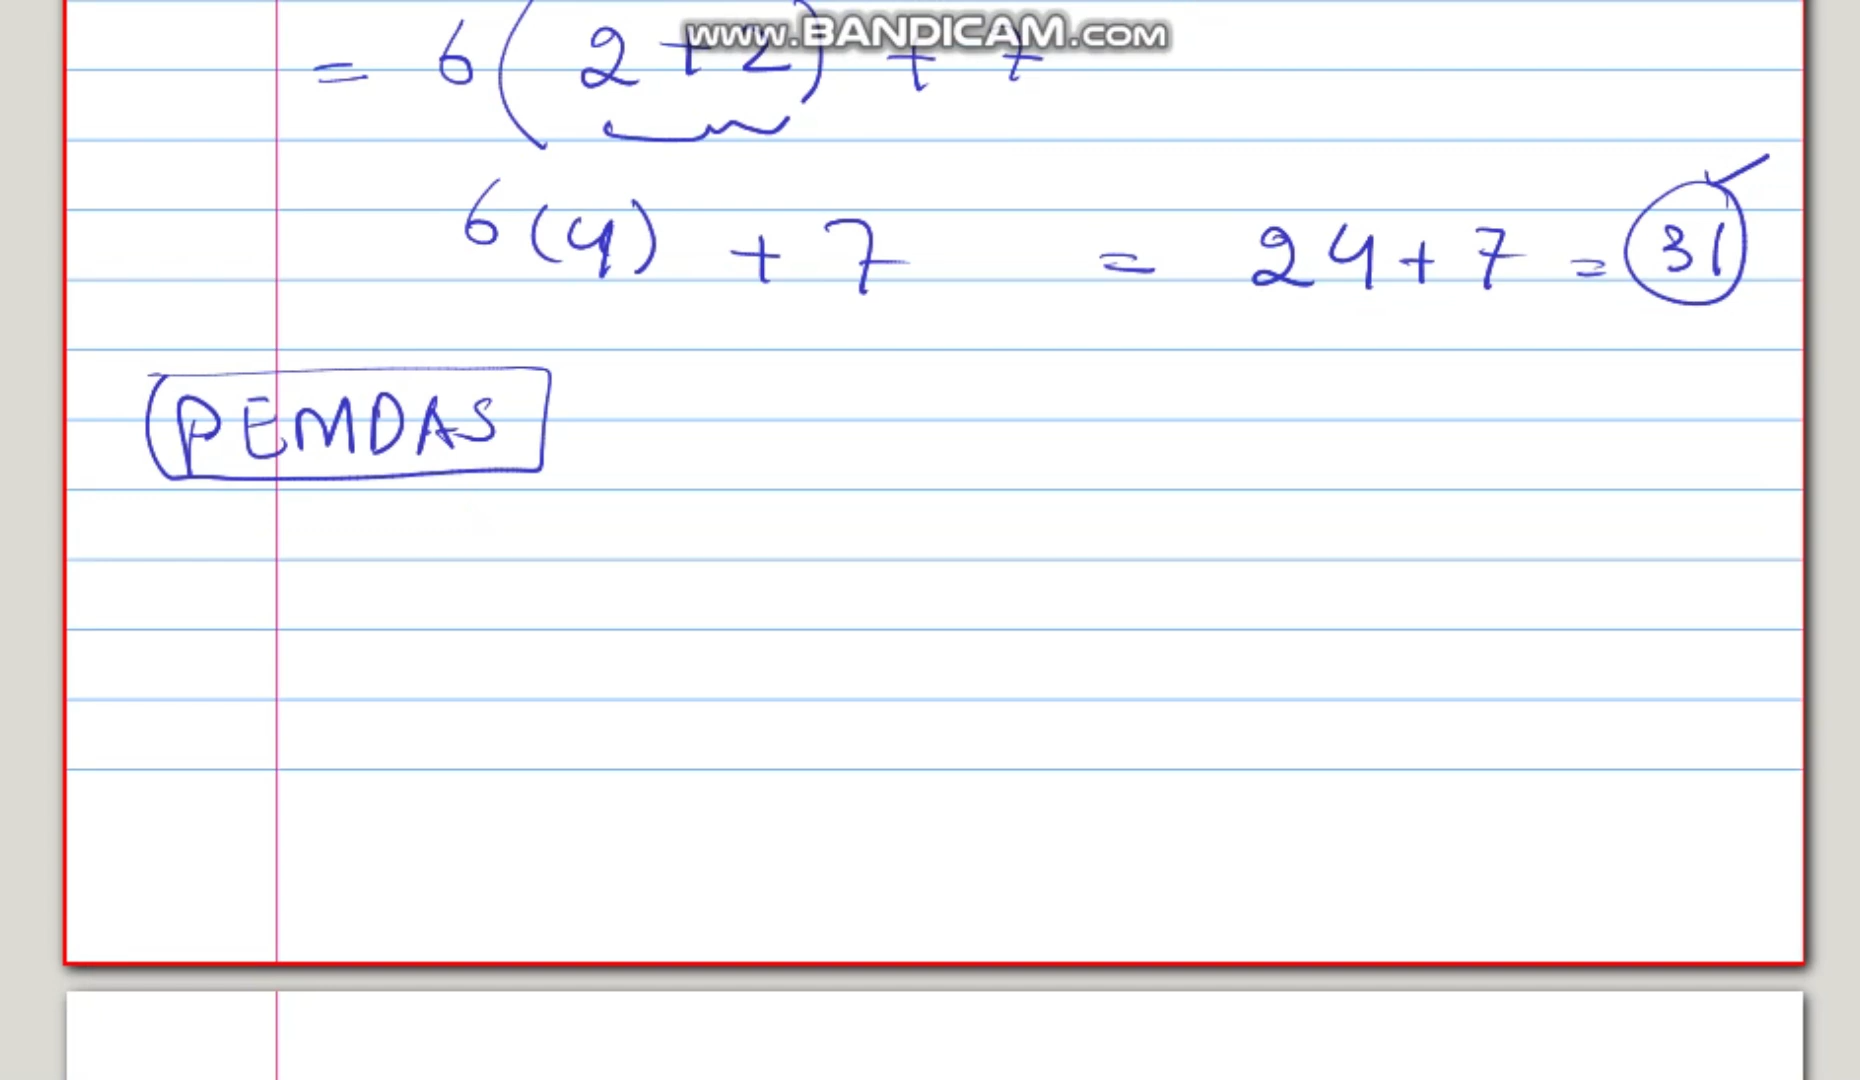 www.BANDICAM.com
= 6 ( 2 + 2 ) + 7
6 (4) + 7 = 24 + 7 = 31
PEMDAS